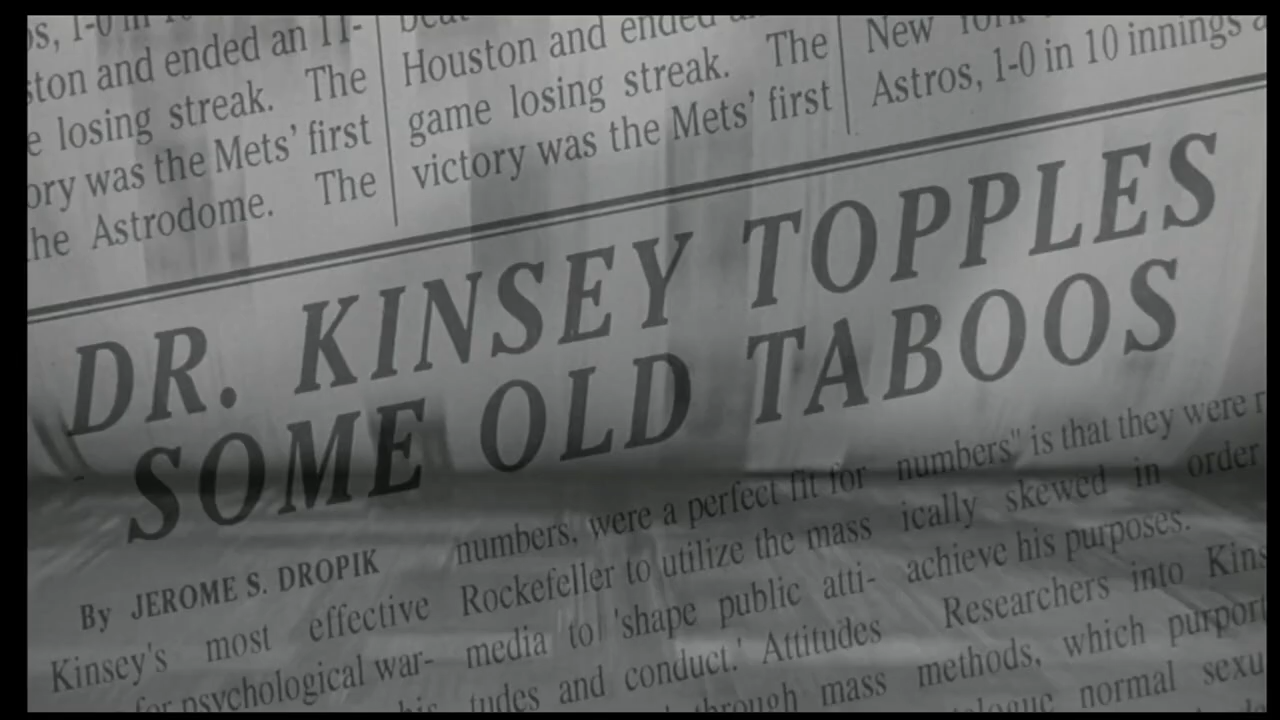 s, 1-0 in
ston and ended an 11-
e losing streak. The
ory was the Mets' first
he Astrodome. The
Houston and ended
game losing streak. The
victory was the Mets' first
New York
Astros, 1-0 in 10 innings a
DR. KINSEY TOPPLES
SOME OLD TABOOS
By JEROME S. DROPIK
Kinsey's most effective
for psychological war-
numbers, were a perfect fit for
Rockefeller to utilize the mass
media to 'shape public atti-
tudes and conduct.' Attitudes
through mass
numbers" is that they were r
ically skewed in order
achieve his purposes.
Researchers into Kins
methods, which purport
normal sexu